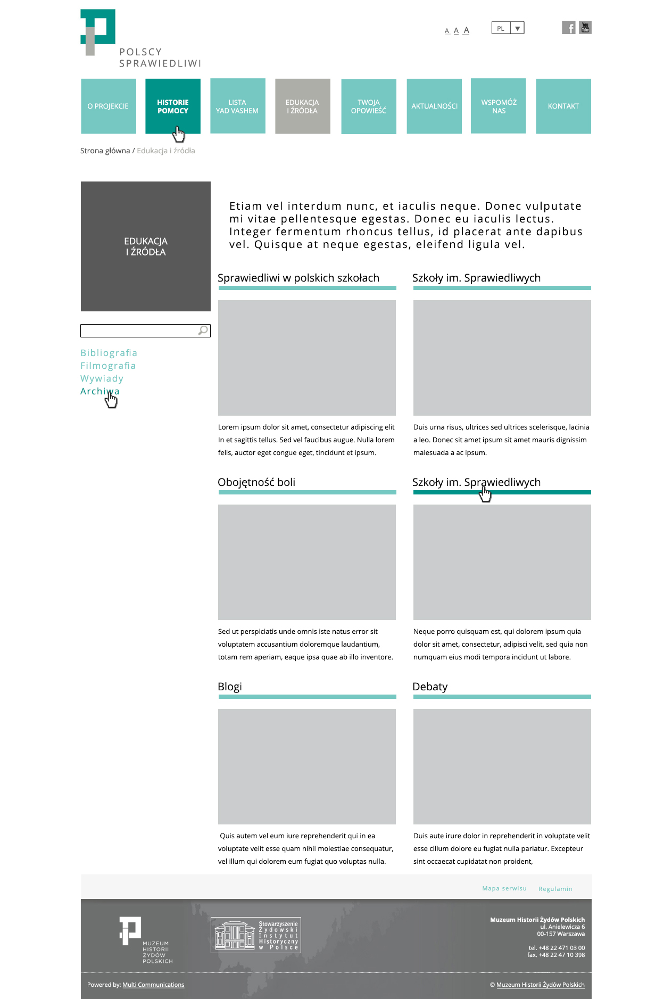 POLSCY
SPRAWIEDLIWI
A A A
PL
f
You
Tube
O PROJEKCIE
HISTORIE
POMOCY
LISTA
YAD VASHEM
EDUKACJA
I ŹRÓDŁA
TWOJA
OPOWIEŚĆ
AKTUALNOŚCI
WSPOMÓŻ
NAS
KONTAKT
Strona główna / Edukacja i źródła
EDUKACJA
I ŹRÓDŁA
Bibliografia
Filmografia
Wywiady
Archiwa
Etiam vel interdum nunc, et iaculis neque. Donec vulputate
mi vitae pellentesque egestas. Donec eu iaculis lectus.
Integer fermentum rhoncus tellus, id placerat ante dapibus
vel. Quisque at neque egestas, eleifend ligula vel.
Sprawiedliwi w polskich szkołach
Lorem ipsum dolor sit amet, consectetur adipiscing elit
In et sagittis tellus. Sed vel faucibus augue. Nulla lorem
felis, auctor eget congue eget, tincidunt et ipsum.
Szkoły im. Sprawiedliwych
Duis urna risus, ultrices sed ultrices scelerisque, lacinia
a leo. Donec sit amet ipsum sit amet mauris dignissim
malesuada a ac ipsum.
Obojętność boli
Sed ut perspiciatis unde omnis iste natus error sit
voluptatem accusantium doloremque laudantium,
totam rem aperiam, eaque ipsa quae ab illo inventore.
Szkoły im. Sprawiedliwych
Neque porro quisquam est, qui dolorem ipsum quia
dolor sit amet, consectetur, adipisci velit, sed quia non
numquam eius modi tempora incidunt ut labore.
Blogi
Quis autem vel eum iure reprehenderit qui in ea
voluptate velit esse quam nihil molestiae consequatur,
vel illum qui dolorem eum fugiat quo voluptas nulla.
Debaty
Duis aute irure dolor in reprehenderit in voluptate velit
esse cillum dolore eu fugiat nulla pariatur. Excepteur
sint occaecat cupidatat non proident,
Mapa serwisu Regulamin
MUZEUM
HISTORII
ŻYDÓW
POLSKICH
Stowarzyszenie
Żydowski
Instytut
Historyczny
w Polsce
Muzeum Historii Żydów Polskich
ul. Anielewicza 6
00-157 Warszawa
tel. +48 22 471 03 00
fax. +48 22 47 10 398
Powered by: Multi Communications
© Muzeum Historii Żydów Polskich